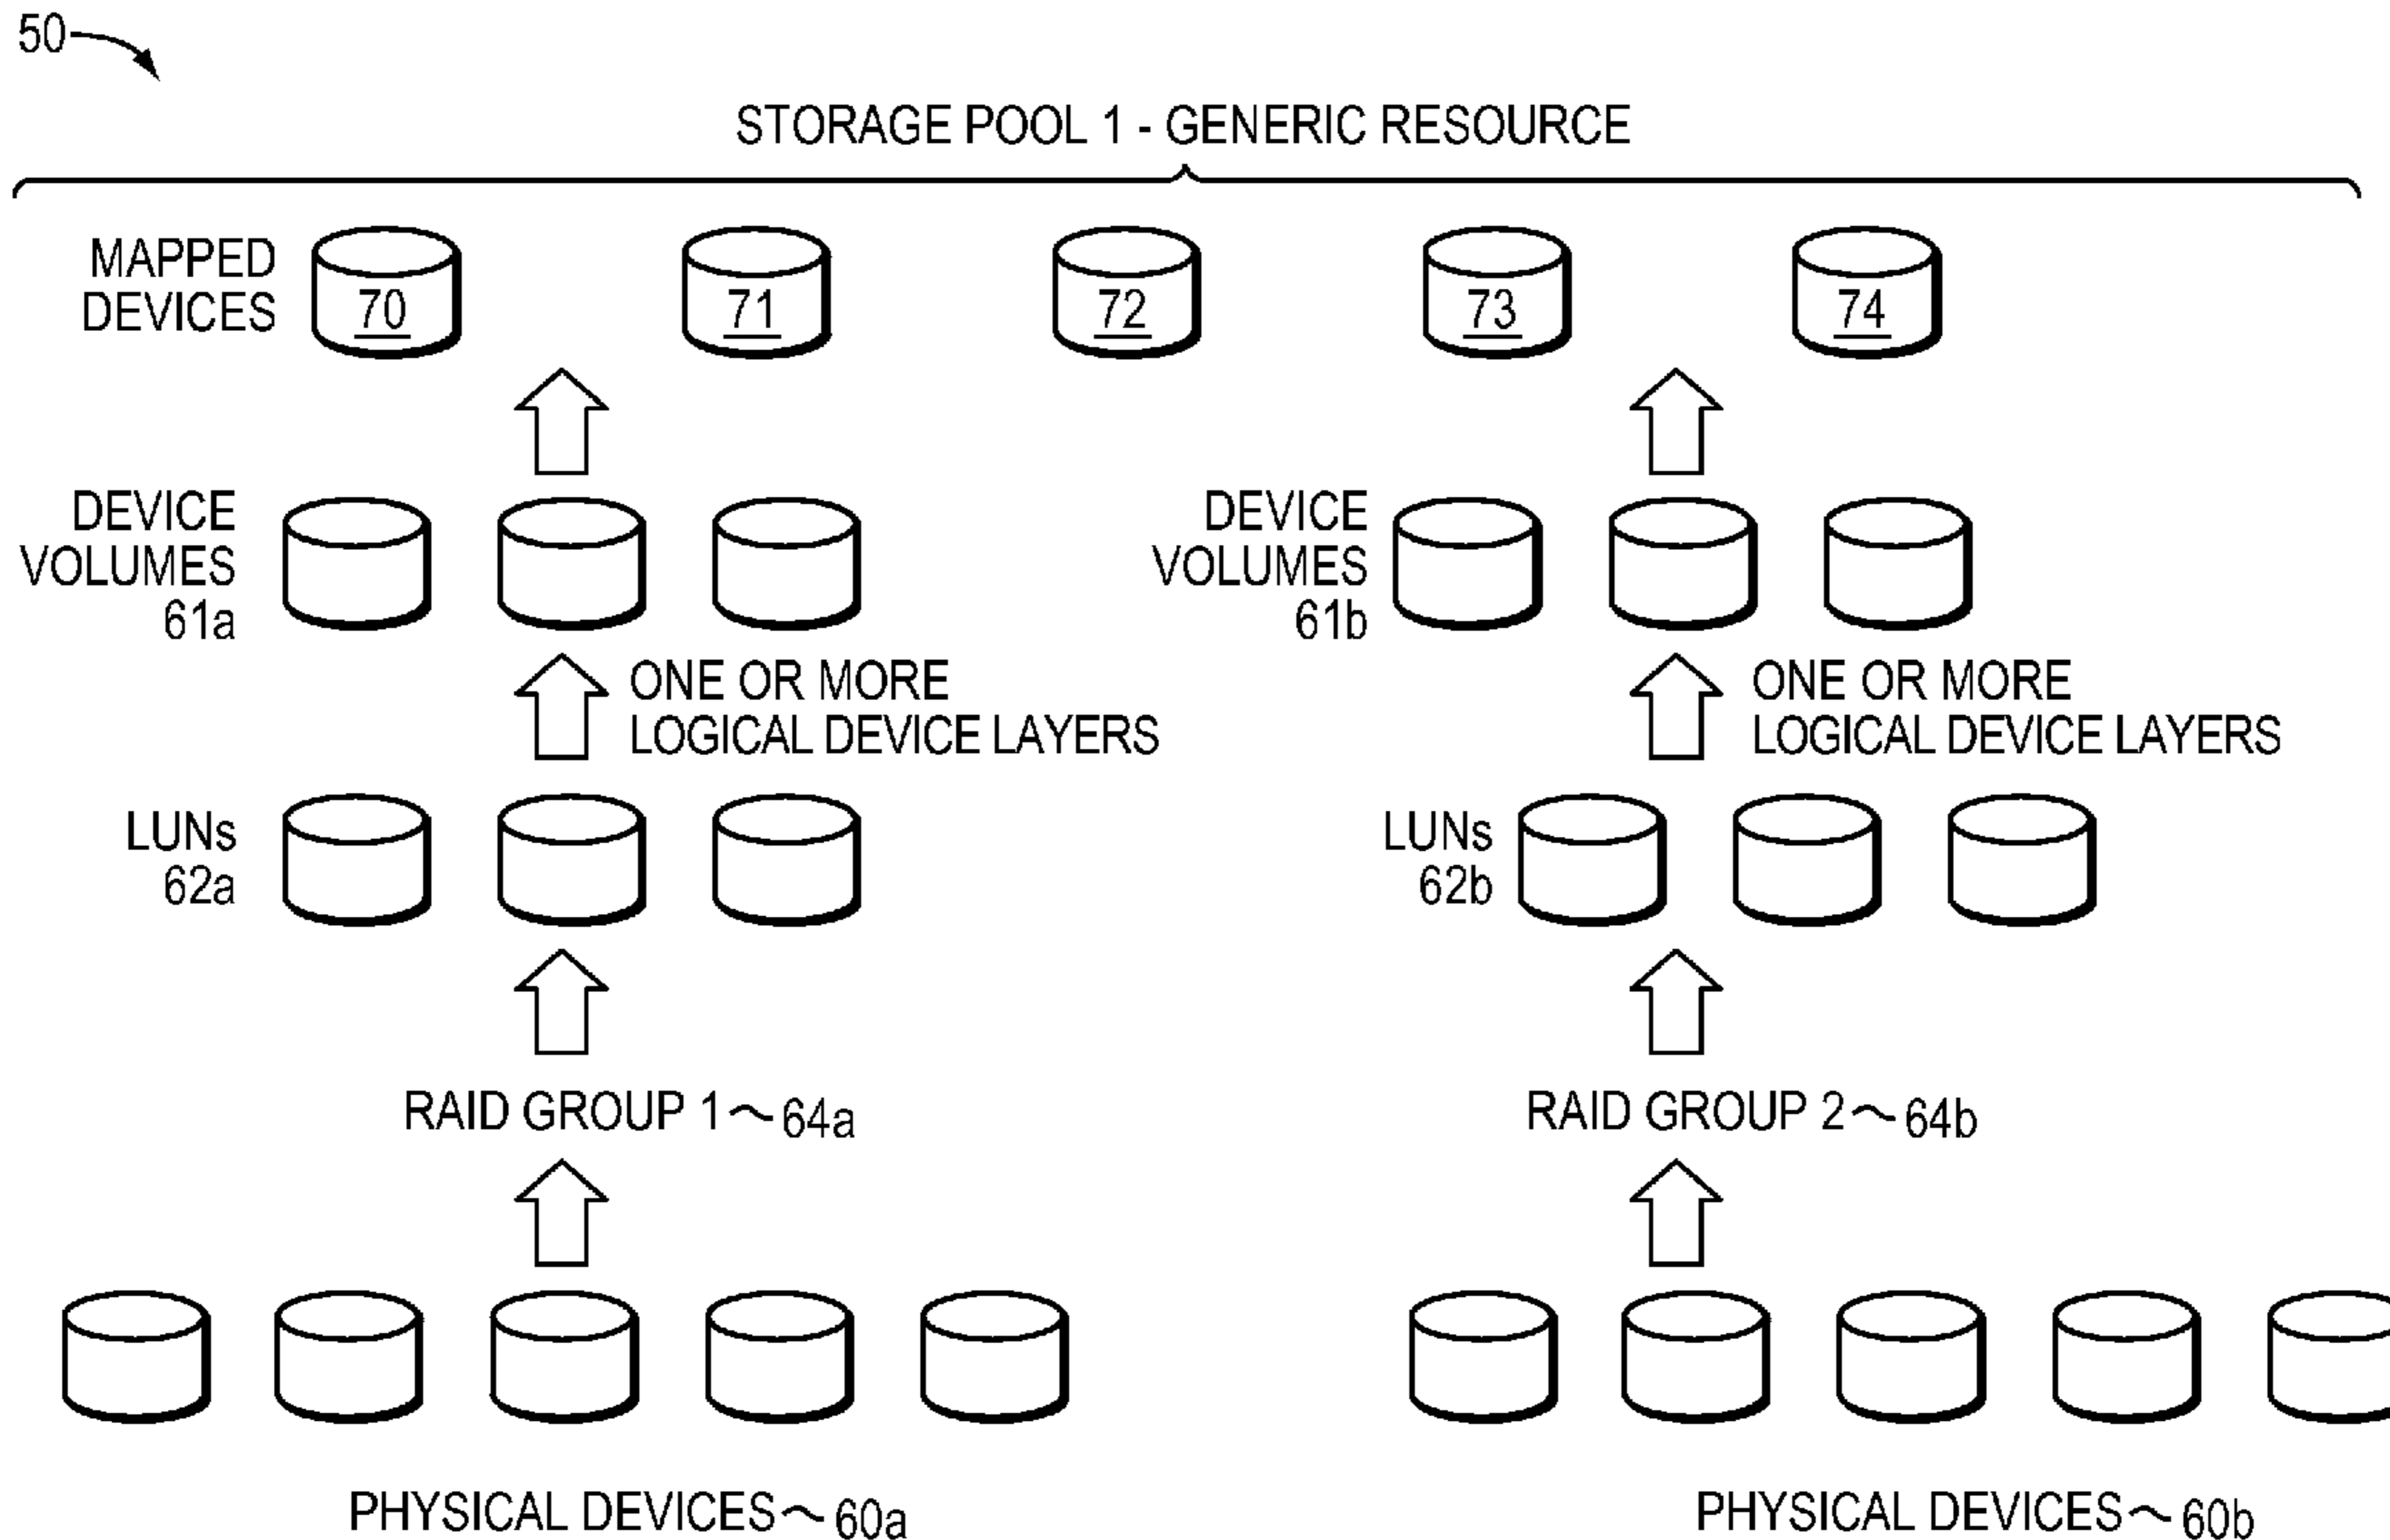 50
STORAGE POOL 1 - GENERIC RESOURCE
MAPPED
DEVICES
70
71
72
73
74
DEVICE
VOLUMES
61a
DEVICE
VOLUMES
61b
ONE OR MORE
LOGICAL DEVICE LAYERS
ONE OR MORE
LOGICAL DEVICE LAYERS
LUNs
62a
LUNs
62b
RAID GROUP 1 ~ 64a
RAID GROUP 2 ~ 64b
PHYSICAL DEVICES ~ 60a
PHYSICAL DEVICES ~ 60b